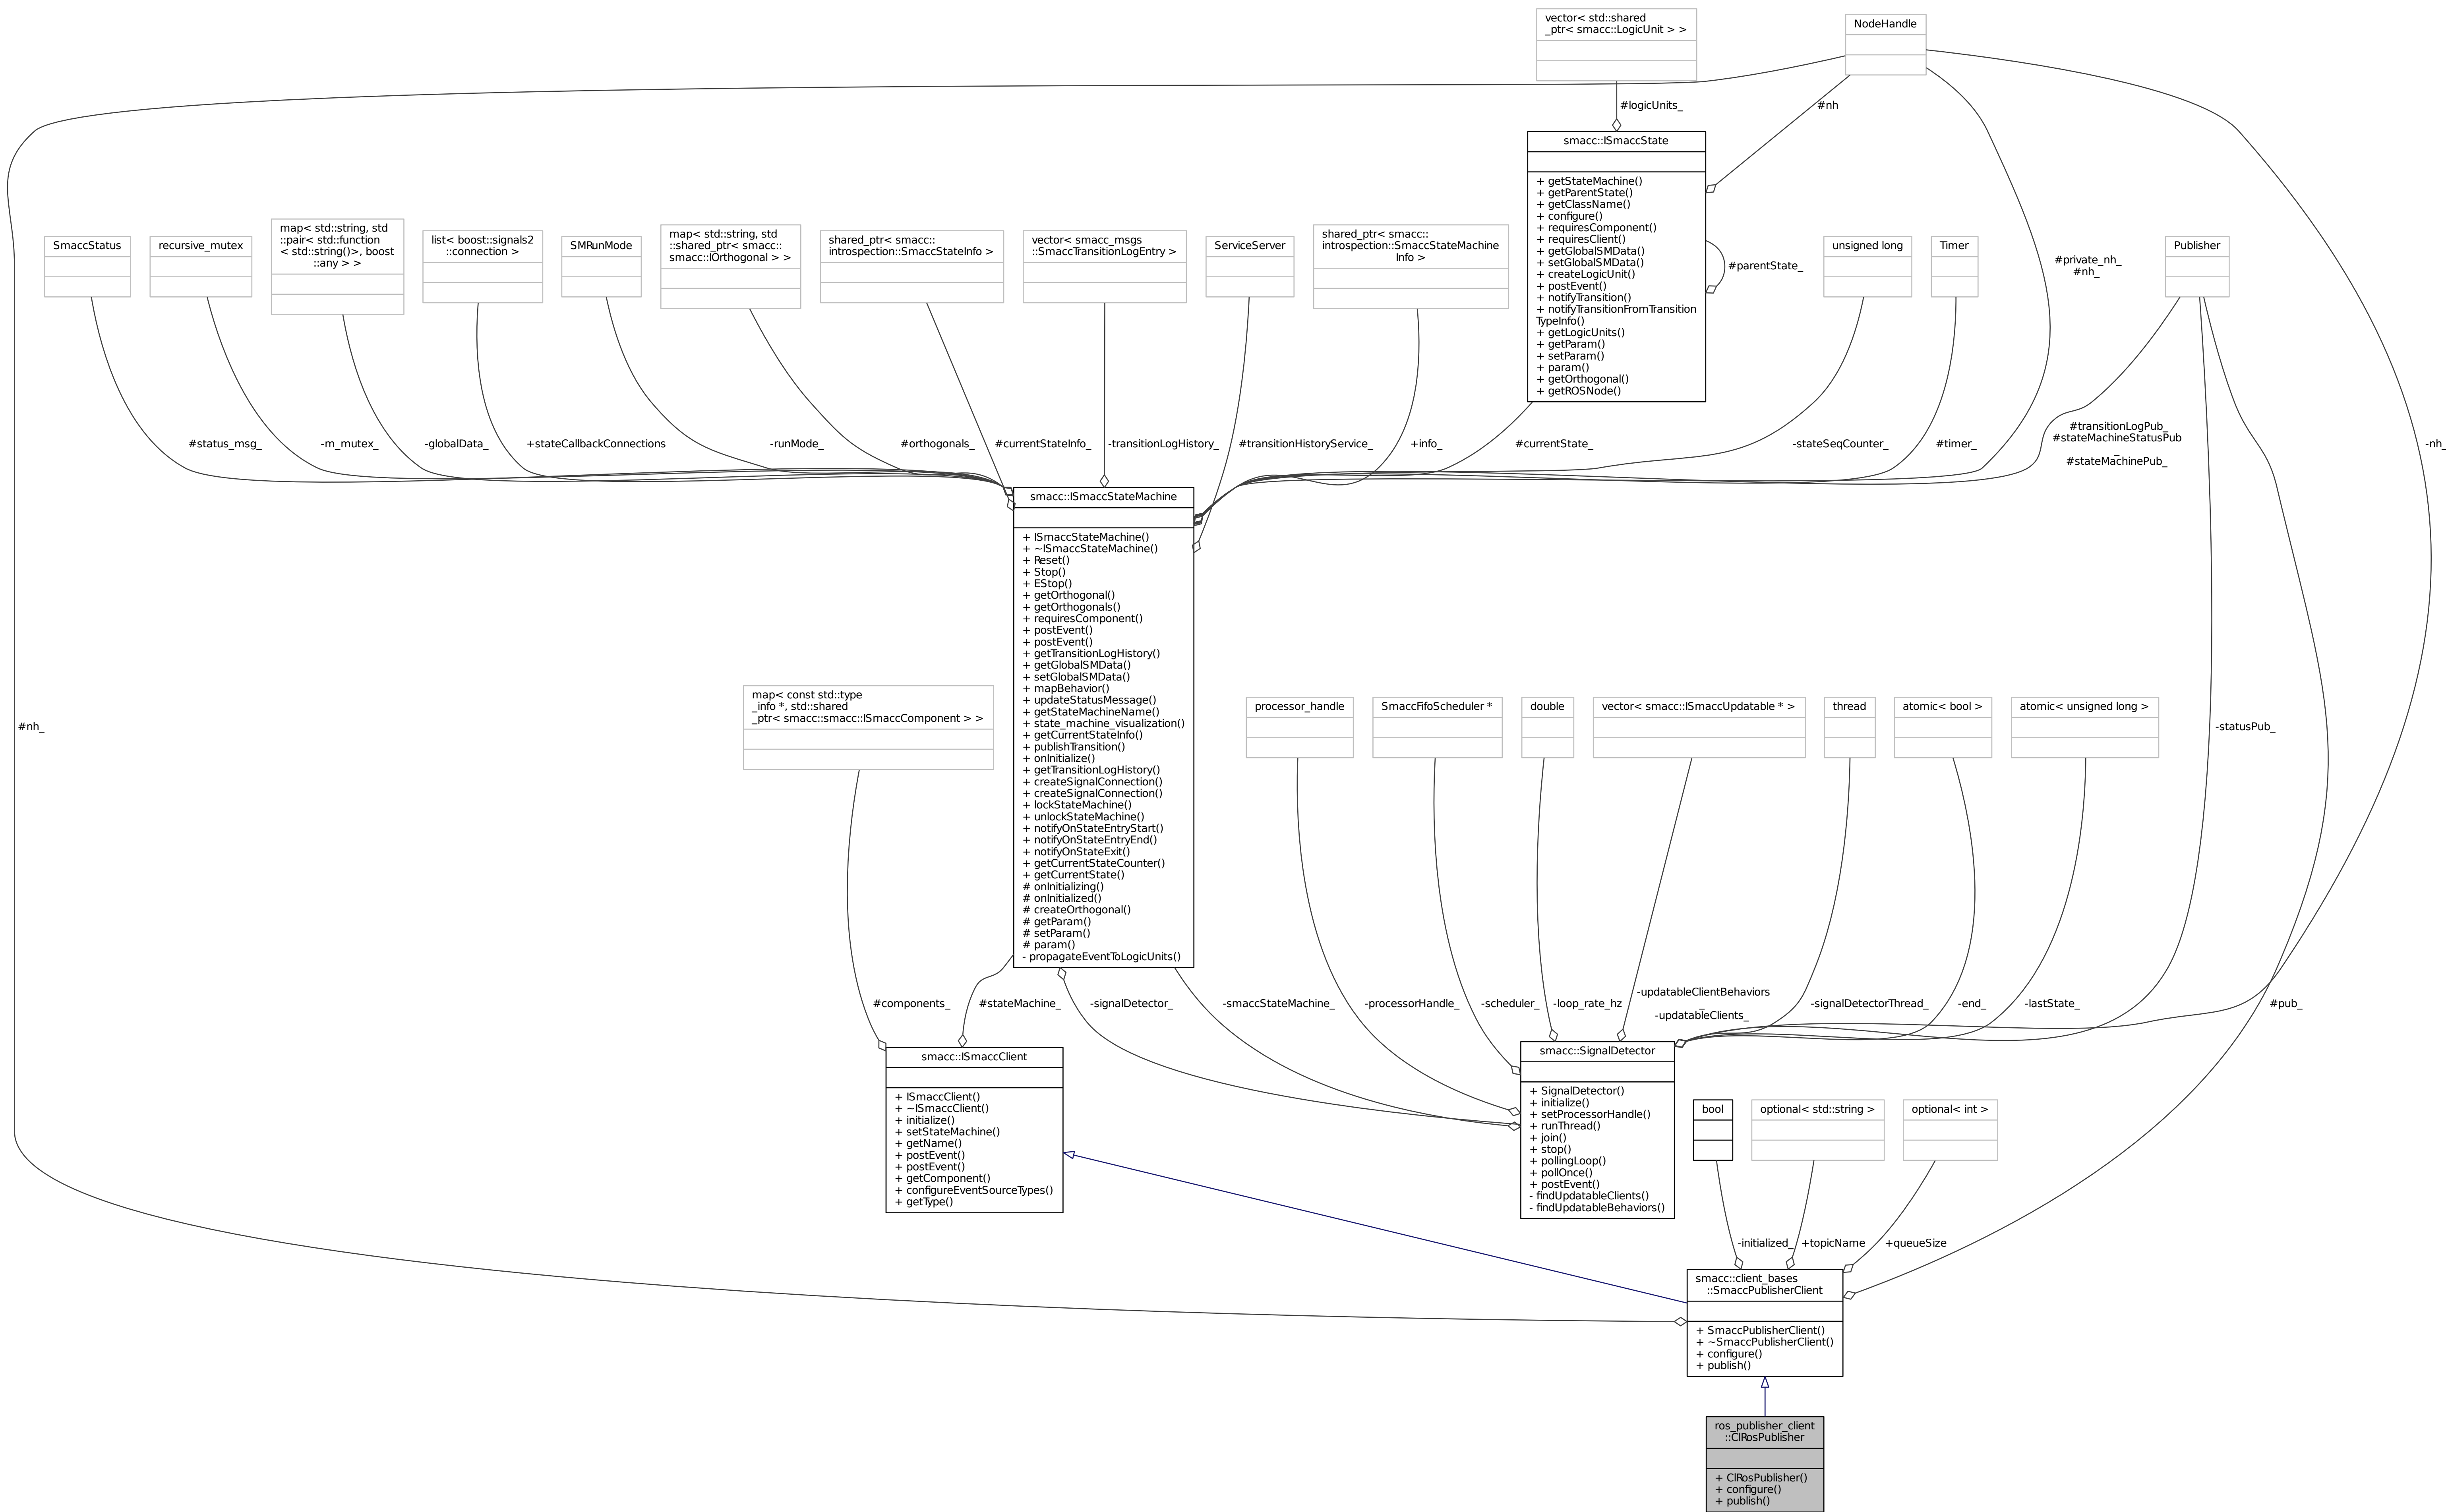 vector< std::shared
_ptr< smacc::LogicUnit > >
NodeHandle
#logicUnits_
#nh
smacc::ISmaccState
+ getStateMachine()
+ getParentState()
+ getClassName()
+ configure()
+ requiresComponent()
+ requiresClient()
+ getGlobalSMData()
+ setGlobalSMData()
+ createLogicUnit()
+ postEvent()
+ notifyTransition()
+ notifyTransitionFromTransition
TypeInfo()
+ getLogicUnits()
+ getParam()
+ setParam()
+ param()
+ getOrthogonal()
+ getROSNode()
#parentState_
SmaccStatus
recursive_mutex
map< std::string, std
::pair< std::function
< std::string()>, boost
::any > >
list< boost::signals2
::connection >
SMRunMode
map< std::string, std
::shared_ptr< smacc::
smacc::IOrthogonal > >
shared_ptr< smacc::
introspection::SmaccStateInfo >
vector< smacc_msgs
::SmaccTransitionLogEntry >
ServiceServer
shared_ptr< smacc::
introspection::SmaccStateMachine
Info >
unsigned long
Timer
Publisher
#private_nh_
#nh_
#status_msg_
-m_mutex_
-globalData_
+stateCallbackConnections
-runMode_
#orthogonals_
#currentStateInfo_
-transitionLogHistory_
#transitionHistoryService_
+info_
#currentState_
-stateSeqCounter_
#timer_
#transitionLogPub_
#stateMachineStatusPub
_
#stateMachinePub_
-nh_
smacc::ISmaccStateMachine
+ ISmaccStateMachine()
+ ~ISmaccStateMachine()
+ Reset()
+ Stop()
+ EStop()
+ getOrthogonal()
+ getOrthogonals()
+ requiresComponent()
+ postEvent()
+ postEvent()
+ getTransitionLogHistory()
+ getGlobalSMData()
+ setGlobalSMData()
+ mapBehavior()
+ updateStatusMessage()
+ getStateMachineName()
+ state_machine_visualization()
+ getCurrentStateInfo()
+ publishTransition()
+ onInitialize()
+ getTransitionLogHistory()
+ createSignalConnection()
+ createSignalConnection()
+ lockStateMachine()
+ unlockStateMachine()
+ notifyOnStateEntryStart()
+ notifyOnStateEntryEnd()
+ notifyOnStateExit()
+ getCurrentStateCounter()
+ getCurrentState()
# onInitializing()
# onInitialized()
# createOrthogonal()
# getParam()
# setParam()
# param()
- propagateEventToLogicUnits()
#nh_
map< const std::type
_info *, std::shared
_ptr< smacc::smacc::ISmaccComponent > >
processor_handle
SmaccFifoScheduler *
double
vector< smacc::ISmaccUpdatable * >
thread
atomic< bool >
atomic< unsigned long >
-statusPub_
#components_
#stateMachine_
-signalDetector_
-smaccStateMachine_
-processorHandle_
-scheduler_
-loop_rate_hz
-updatableClientBehaviors
_
-updatableClients_
-signalDetectorThread_
-end_
-lastState_
#pub_
smacc::ISmaccClient
+ ISmaccClient()
+ ~ISmaccClient()
+ initialize()
+ setStateMachine()
+ getName()
+ postEvent()
+ postEvent()
+ getComponent()
+ configureEventSourceTypes()
+ getType()
smacc::SignalDetector
+ SignalDetector()
+ initialize()
+ setProcessorHandle()
+ runThread()
+ join()
+ stop()
+ pollingLoop()
+ pollOnce()
+ postEvent()
- findUpdatableClients()
- findUpdatableBehaviors()
bool
optional< std::string >
optional< int >
-initialized_
+topicName
+queueSize
smacc::client_bases
::SmaccPublisherClient
+ SmaccPublisherClient()
+ ~SmaccPublisherClient()
+ configure()
+ publish()
ros_publisher_client
::ClRosPublisher
+ ClRosPublisher()
+ configure()
+ publish()